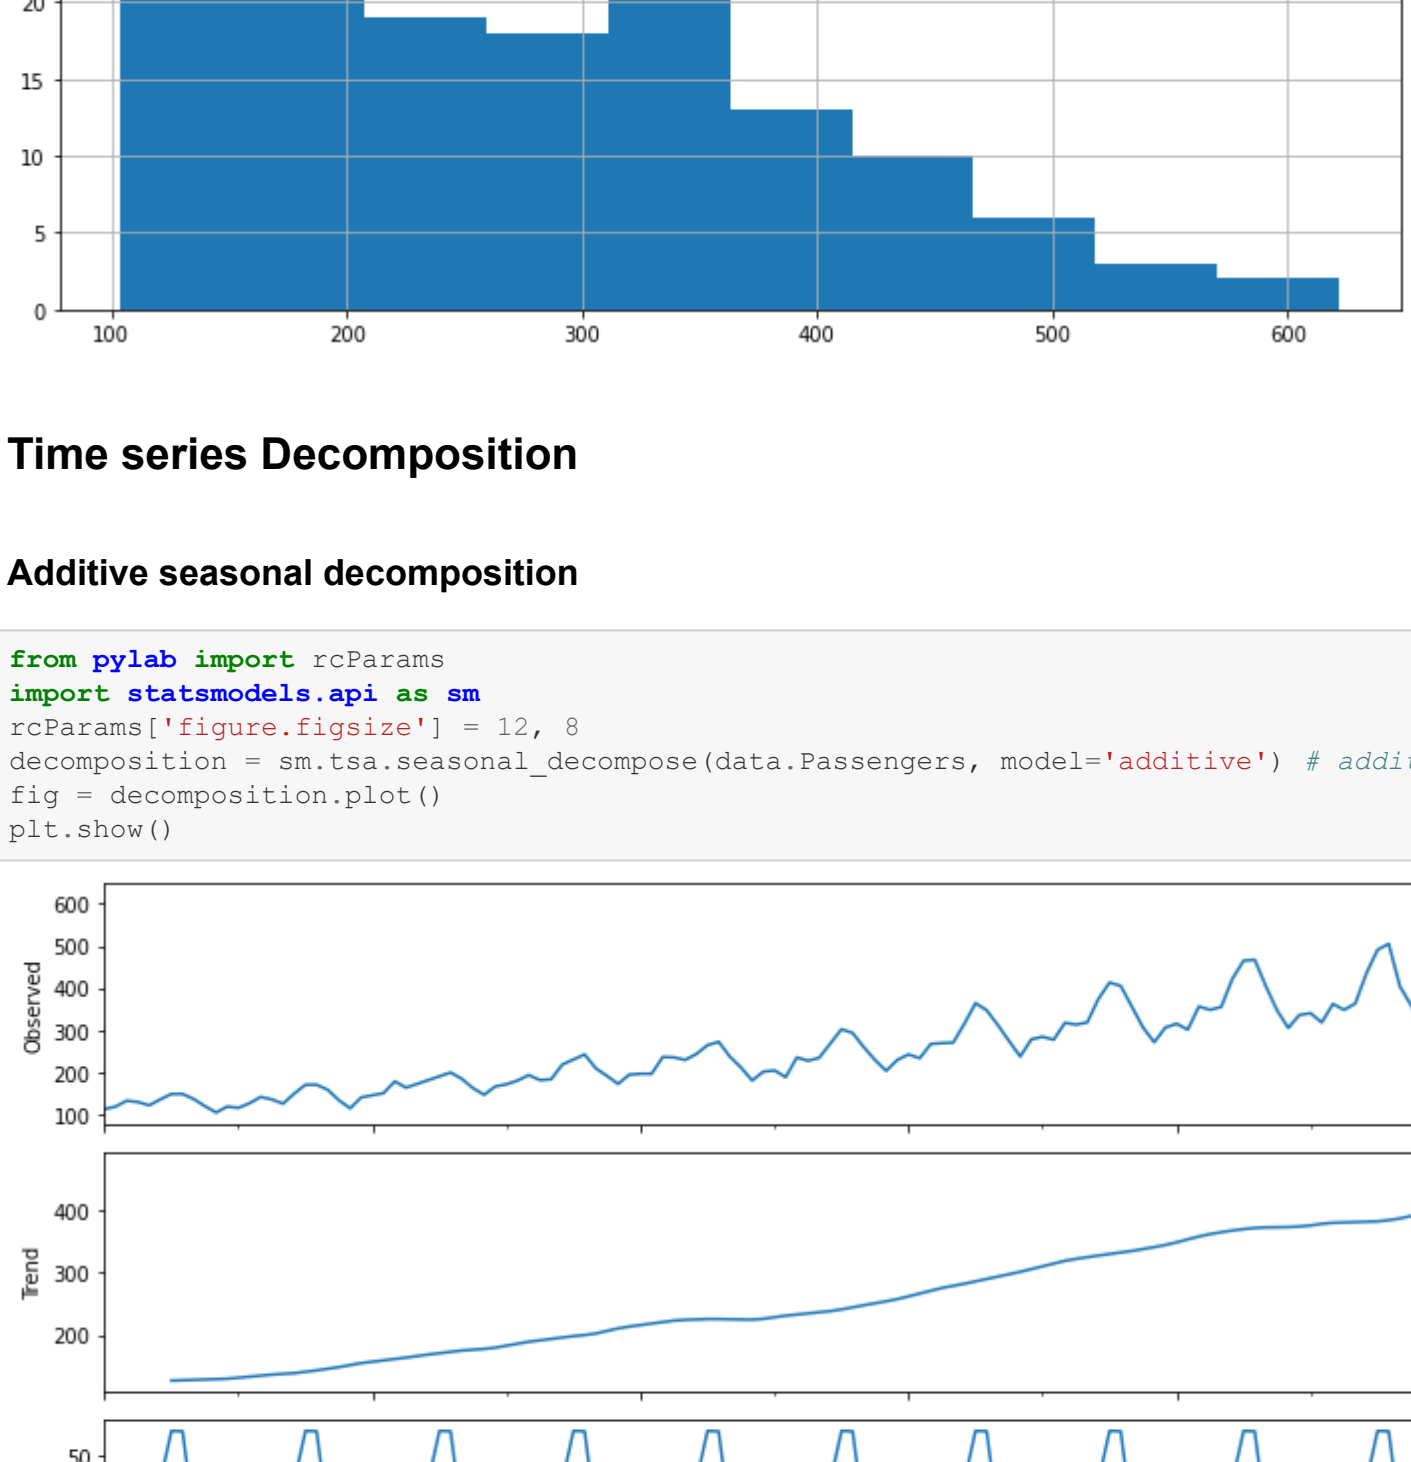 20
15
10
5
0
100 200 300 400 500 600
Time series Decomposition
Additive seasonal decomposition
from pylab import rcParams
import statsmodels.api as sm
rcParams['figure.figsize'] = 12, 8
decomposition = sm.tsa.seasonal_decompose(data.Passengers, model='additive') #
fig = decomposition.plot()
plt.show()
600
500
400
300
200
100
Observed
400
300
200
Trend
50